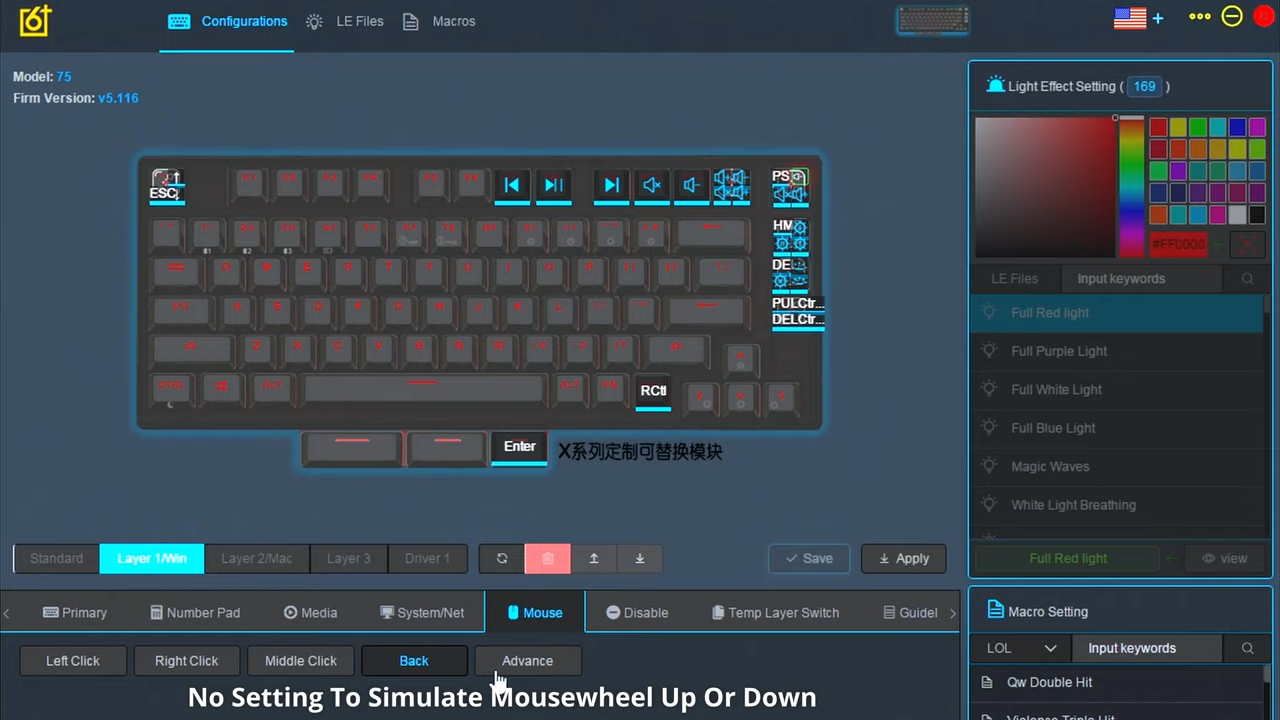 Configurations
LE Files
Macros
Model: 75
Firm Version: v5.116
ESC
PS
HM
DE
PULCtr...
DELCtr...
RCtl
Enter
X系列定制可替换模块
Standard
Layer 1/Win
Layer 2/Mac
Layer 3
Driver 1
Save
Apply
Primary
Number Pad
Media
System/Net
Mouse
Disable
Temp Layer Switch
Guidel
Left Click
Right Click
Middle Click
Back
Advance
No Setting To Simulate Mousewheel Up Or Down
Light Effect Setting ( 169 )
#FF0000
LE Files
Input keywords
Full Red light
Full Purple Light
Full White Light
Full Blue Light
Magic Waves
White Light Breathing
Full Red light
view
Macro Setting
LOL
Input keywords
Qw Double Hit
Violence Triple Hit